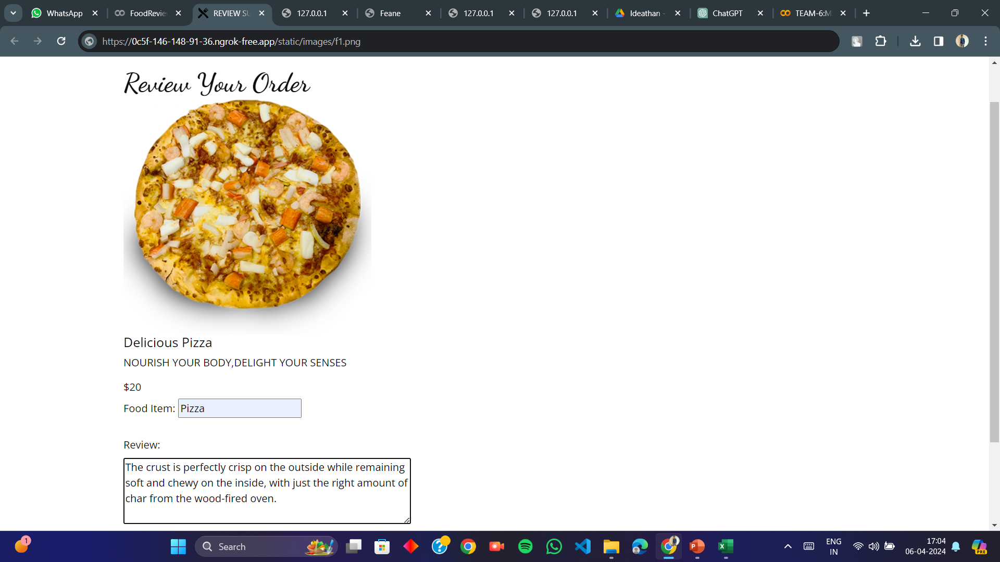 WhatsApp
FoodRevie
REVIEW SU
127.0.0.1
Feane
127.0.0.1
127.0.0.1
Ideathan -
ChatGPT
TEAM-6:M
https://0c5f-146-148-91-36.ngrok-free.app/static/images/f1.png
Review Your Order
Delicious Pizza
NOURISH YOUR BODY,DELIGHT YOUR SENSES
$20
Food Item: Pizza
Review:
The crust is perfectly crisp on the outside while remaining
soft and chewy on the inside, with just the right amount of
char from the wood-fired oven.
1
Search
ENG
IN
17:04
06-04-2024
PRE